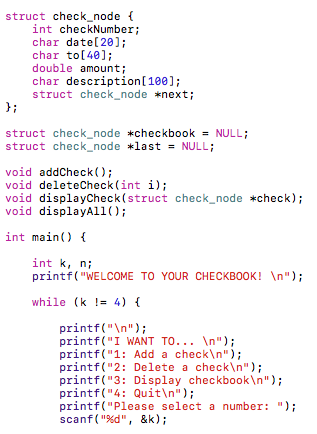 struct check_node {
    int checkNumber;
    char date[20];
    char to[40];
    double amount;
    char description[100];
    struct check_node *next;
};

struct check_node *checkbook = NULL;
struct check_node *last = NULL;

void addCheck();
void deleteCheck(int i);
void displayCheck(struct check_node *check);
void displayAll();

int main() {

    int k, n;
    printf("WELCOME TO YOUR CHECKBOOK! \n");

    while (k != 4) {

        printf("\n");
        printf("I WANT TO... \n");
        printf("1: Add a check\n");
        printf("2: Delete a check\n");
        printf("3: Display checkbook\n");
        printf("4: Quit\n");
        printf("Please select a number: ");
        scanf("%d", &k);